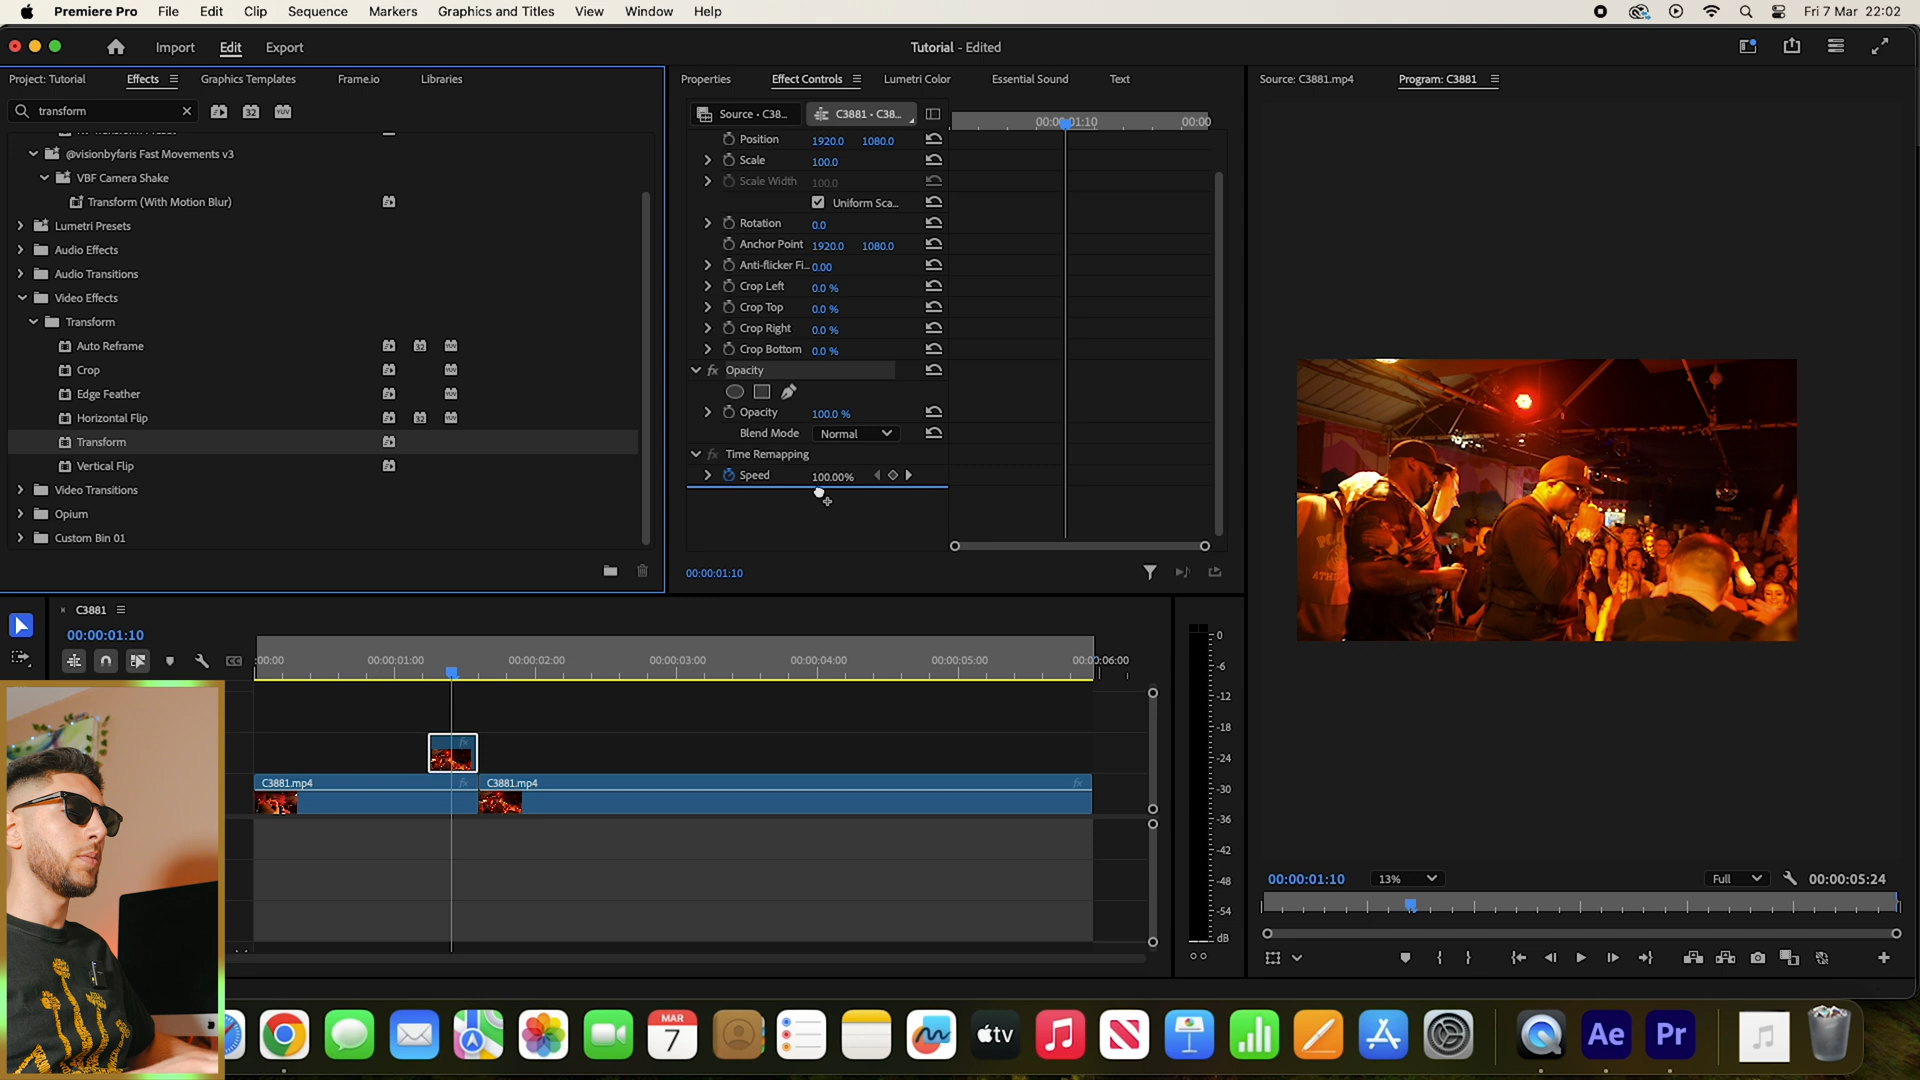 Premiere Pro File Edit Clip Sequence Markers Graphics and Titles View Window Help Fri 7 Mar 22:02
Import Edit Export Tutorial - Edited
Project: Tutorial Effects Graphics Templates Frame.io Libraries
transform
@visionbyfaris Fast Movements v3
VBF Camera Shake
Transform (With Motion Blur)
Lumetri Presets
Audio Effects
Audio Transitions
Video Effects
Transform
Auto Reframe
Crop
Edge Feather
Horizontal Flip
Transform
Vertical Flip
Video Transitions
Opium
Custom Bin 01
Properties Effect Controls Lumetri Color Essential Sound Text
Source • C38... C3881 • C38...
00:00:01:10 00:00
Position 1920.0 1080.0
Scale 100.0
Scale Width 100.0
Uniform Sca...
Rotation 0.0
Anchor Point 1920.0 1080.0
Anti-flicker Fi... 0.00
Crop Left 0.0 %
Crop Top 0.0 %
Crop Right 0.0 %
Crop Bottom 0.0 %
fx Opacity
Opacity 100.0 %
Blend Mode Normal
fx Time Remapping
Speed 100.00%
00:00:01:10
Source: C3881.mp4 Program: C3881
00:00:01:10 13% Full 00:00:05:24
C3881
00:00:01:10
:00:00 00:00:01:00 00:00:02:00 00:00:03:00 00:00:04:00 00:00:05:00 00:00:06:00
fx
C3881.mp4 fx C3881.mp4 fx
0
-6
-12
-18
-24
-30
-36
-42
-48
-54
dB
MAR
7
tv
Ae
Pr